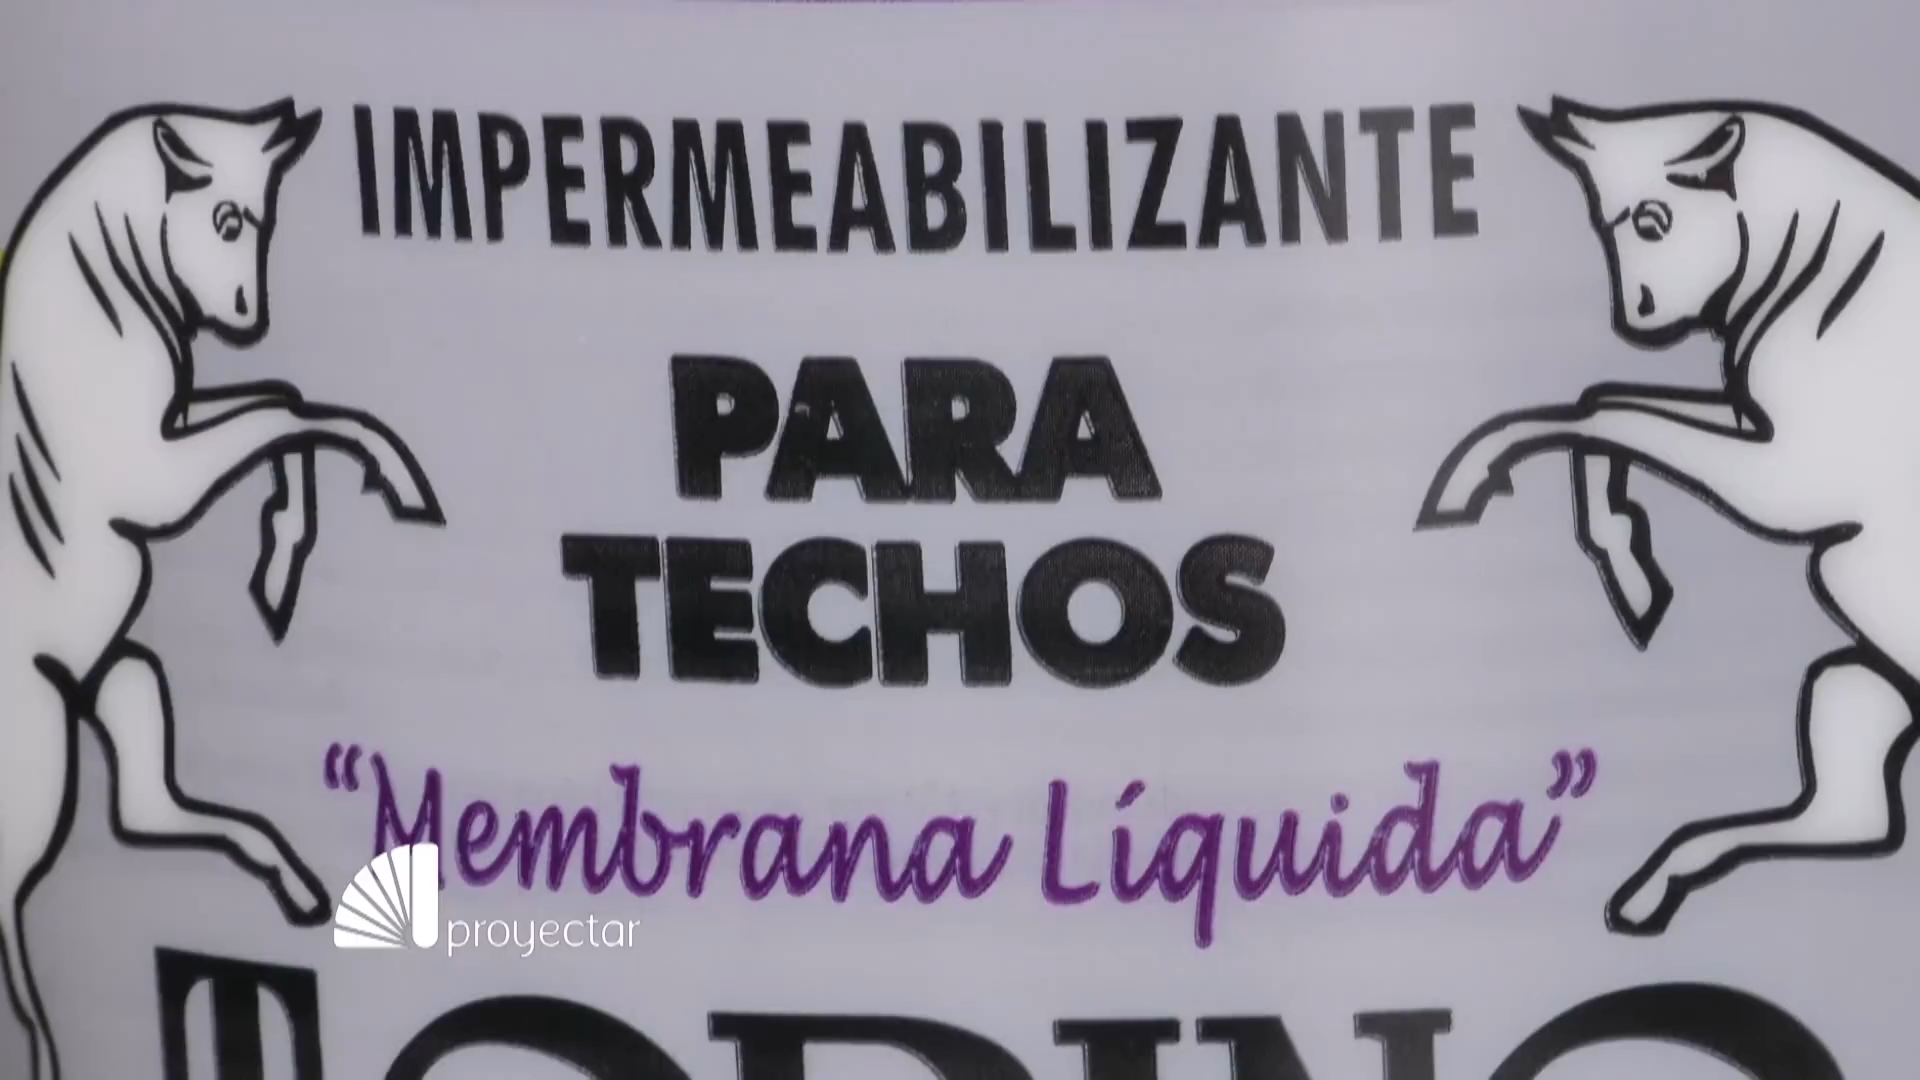 IMPERMEABILIZANTE
PARA
TECHOS
“Membrana Líquida”
proyectar